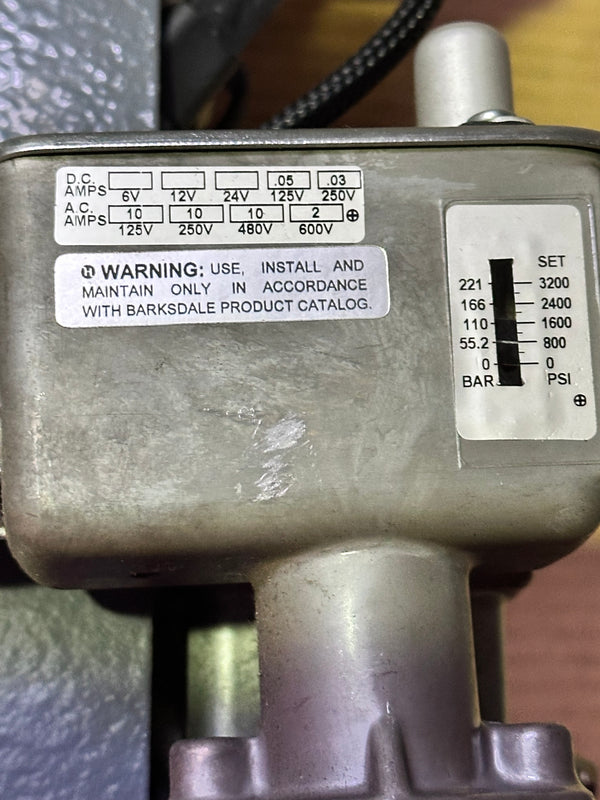 D.C. AMPS .05 .03
6V 12V 24V 125V 250V
A.C. AMPS 10 10 10 2
125V 250V 480V 600V
WARNING: USE, INSTALL AND
MAINTAIN ONLY IN ACCORDANCE
WITH BARKSDALE PRODUCT CATALOG.
SET
221 3200
166 2400
110 1600
55.2 800
0 0
BAR PSI